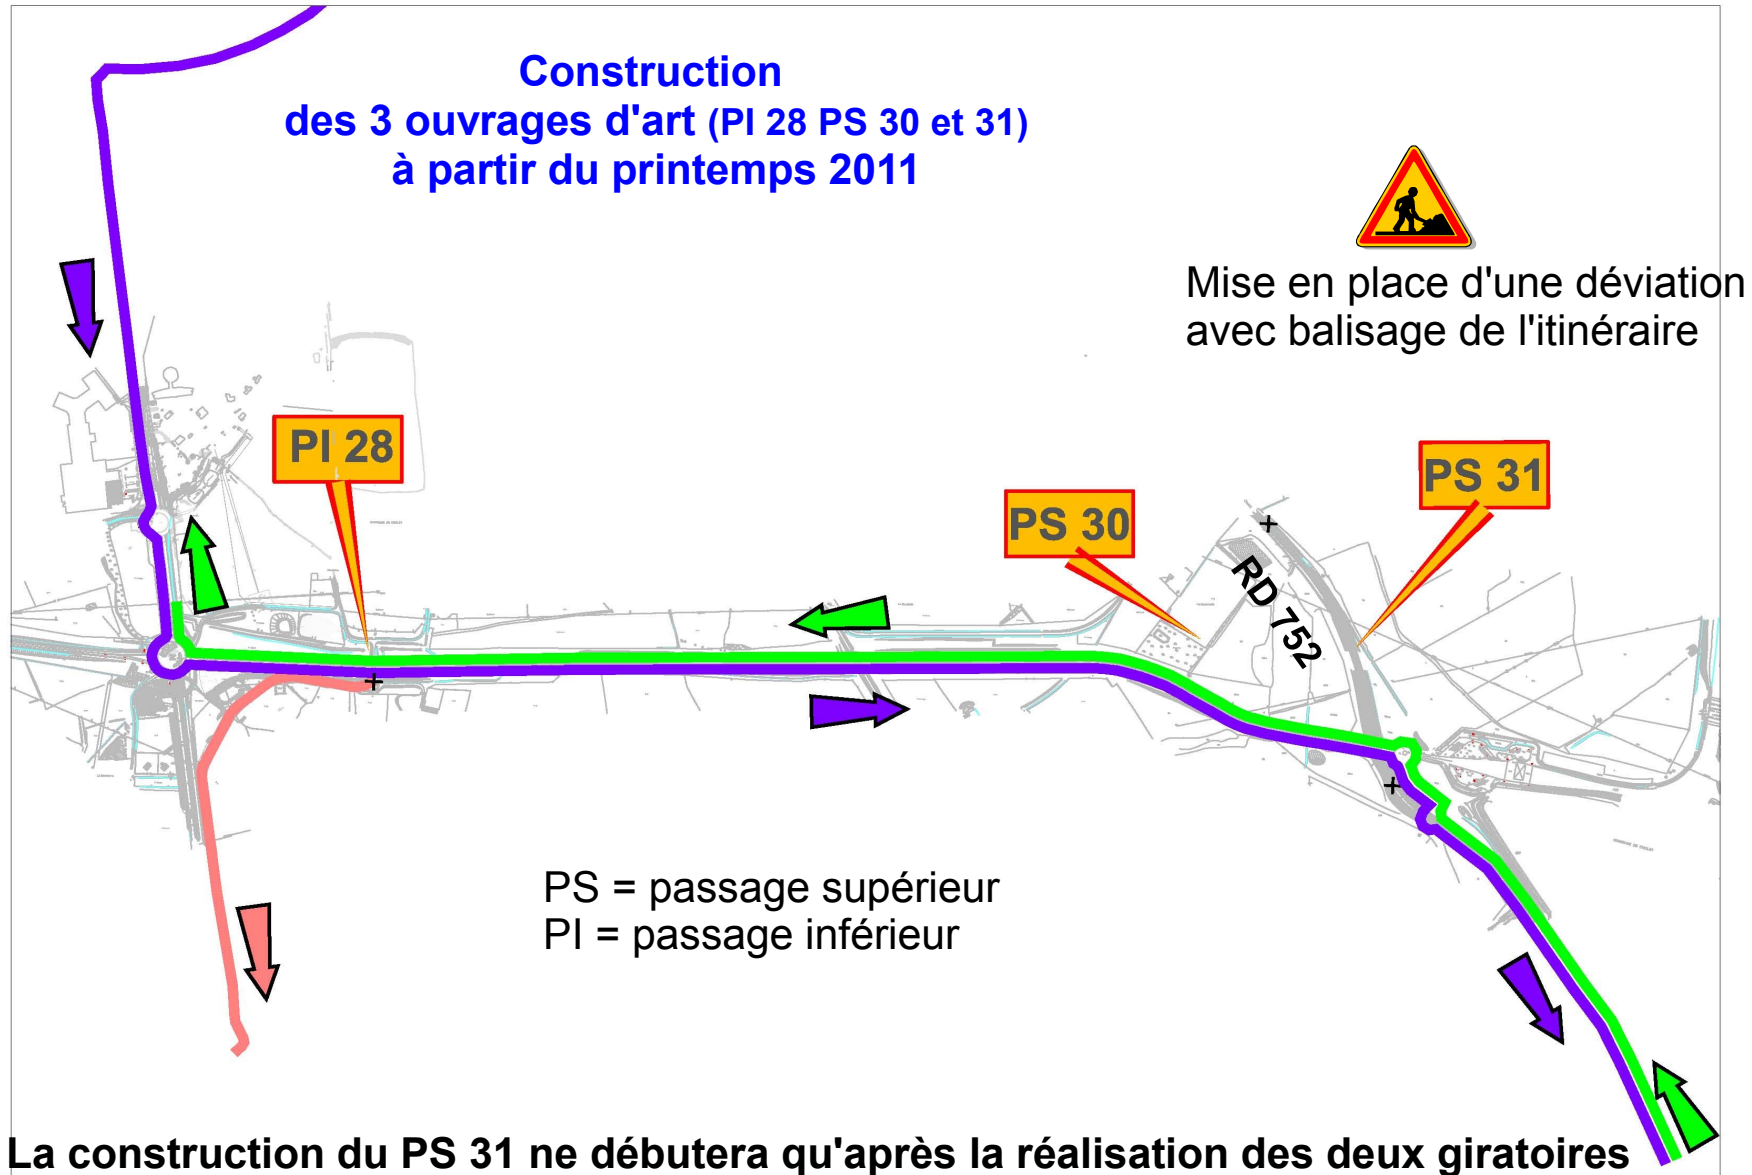 Construction
des 3 ouvrages d'art (PI 28 PS 30 et 31)
à partir du printemps 2011
Mise en place d'une déviation
avec balisage de l'itinéraire
PI 28
PS 31
PS 30
RD 752
PS = passage supérieur
PI = passage inférieur
La construction du PS 31 ne débutera qu'après la réalisation des deux giratoires